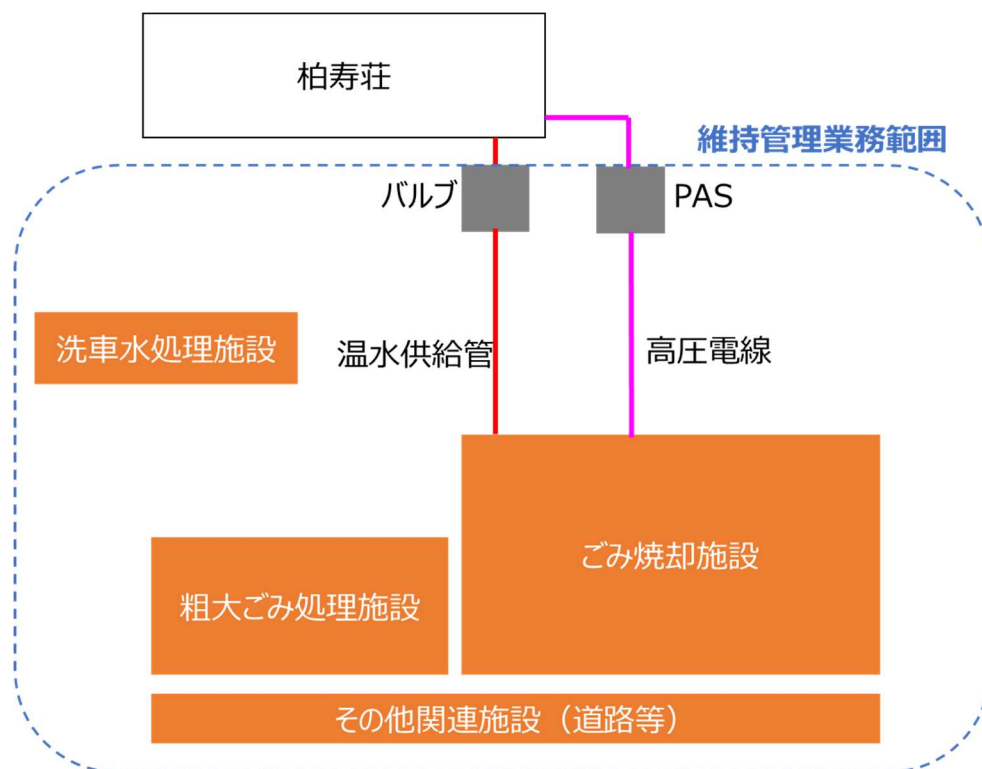 柏寿荘
維持管理業務範囲
バルブ
PAS
洗車水処理施設
温水供給管
高圧電線
ごみ焼却施設
粗大ごみ処理施設
その他関連施設（道路等）